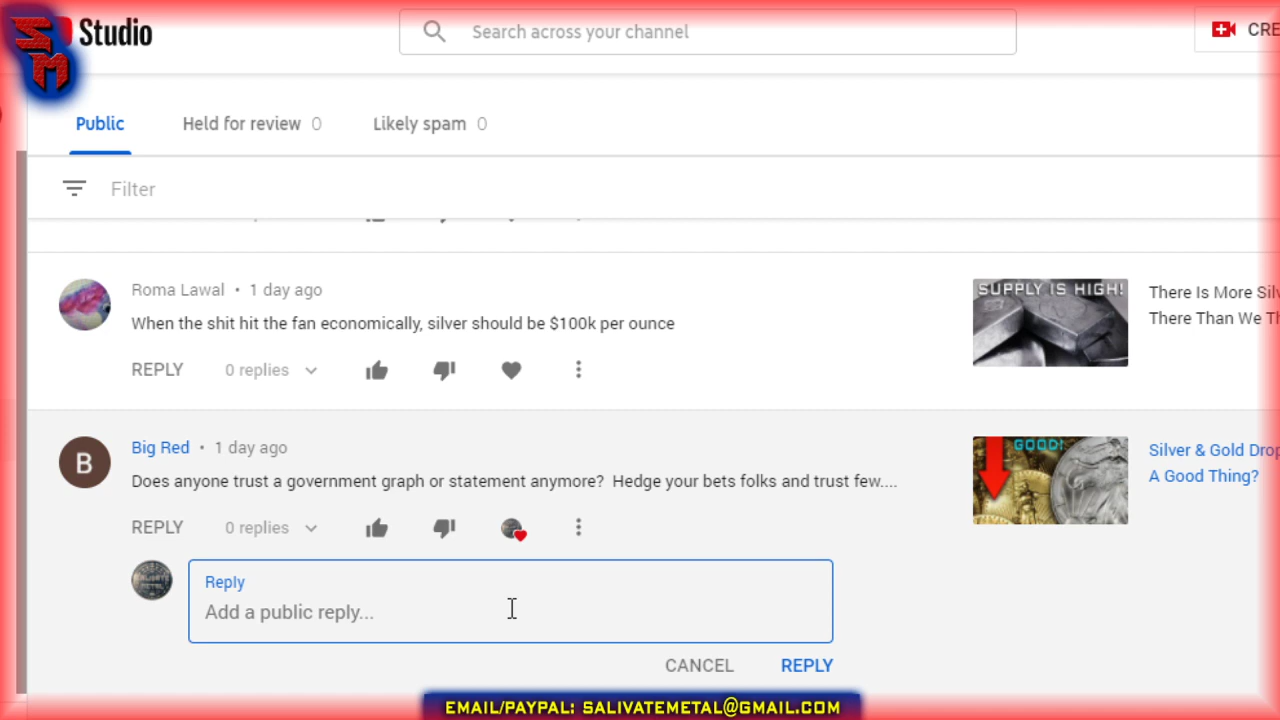 SM
Studio
Search across your channel
CRE
Public
Held for review 0
Likely spam 0
Filter
Roma Lawal • 1 day ago
When the shit hit the fan economically, silver should be $100k per ounce
REPLY
0 replies
SUPPLY IS HIGH!
There Is More Silv
There Than We Th
B
Big Red • 1 day ago
Does anyone trust a government graph or statement anymore? Hedge your bets folks and trust few....
REPLY
0 replies
GOOD!
Silver & Gold Drop
A Good Thing?
Reply
Add a public reply...
CANCEL
REPLY
EMAIL/PAYPAL: SALIVATEMETAL@GMAIL.COM